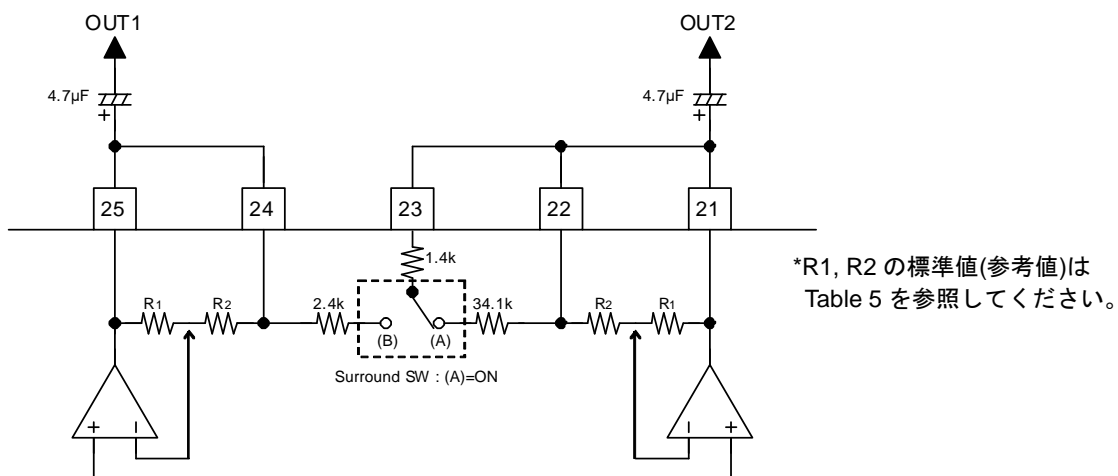 OUT1
OUT2
4.7µF
+
4.7µF
+
25
24
23
22
21
1.4k
R1
R2
2.4k
34.1k
R2
R1
(B)
(A)
Surround SW : (A)=ON
+
-
-
+
*R1, R2 の標準値(参考値)は
Table 5 を参照してください。